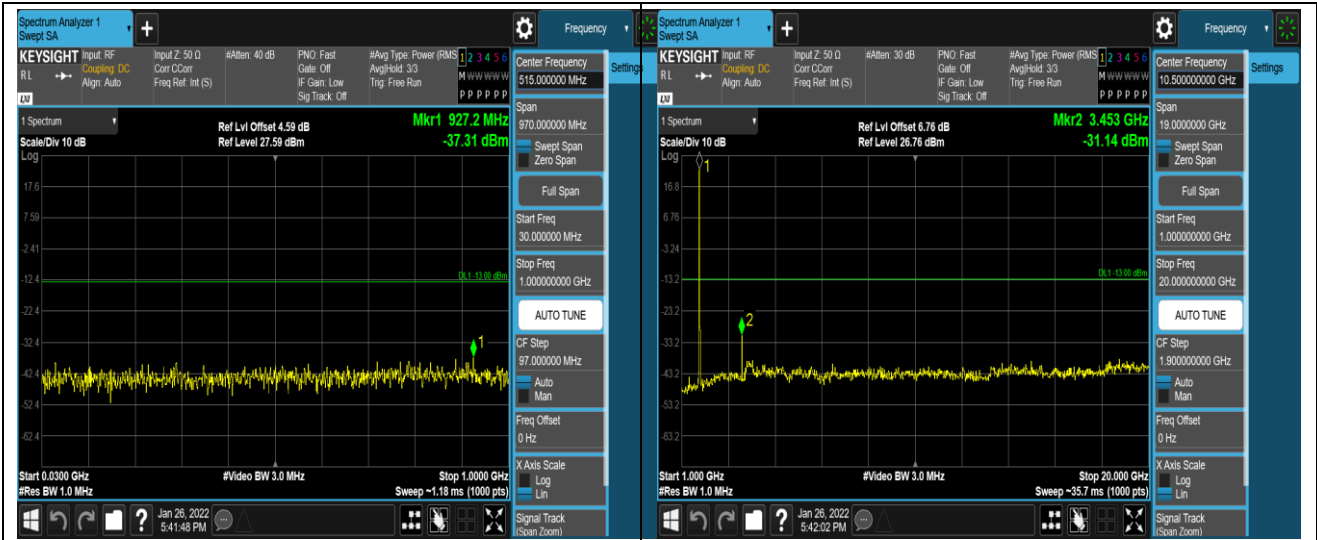 Spectrum Analyzer 1
Swept SA
+
Frequency
KEYSIGHT
Input: RF
Coupling: DC
Align: Auto
Input Z: 50 Ω
Corr CCorr
Freq Ref: Int (S)
#Atten: 40 dB
PNO: Fast
Gate: Off
IF Gain: Low
Sig Track: Off
#Avg Type: Power (RMS
Avg|Hold: 3/3
Trig: Free Run
1 2 3 4 5 6
M W W W W W
P P P P P P
RL
LXI
Center Frequency
515.000000 MHz
Settings
1 Spectrum
Ref Lvl Offset 4.59 dB
Mkr1 927.2 MHz
Scale/Div 10 dB
Ref Level 27.59 dBm
-37.31 dBm
Log
17.6
7.59
-2.41
-12.4
-22.4
-32.4
-42.4
-52.4
-62.4
DL1 -13.00 dBm
1
Start 0.0300 GHz
#Video BW 3.0 MHz
Stop 1.0000 GHz
#Res BW 1.0 MHz
Sweep ~1.18 ms (1000 pts)
Span
970.000000 MHz
Swept Span
Zero Span
Full Span
Start Freq
30.000000 MHz
Stop Freq
1.000000000 GHz
AUTO TUNE
CF Step
97.000000 MHz
Auto
Man
Freq Offset
0 Hz
X Axis Scale
Log
Lin
Signal Track
(Span Zoom)
?
Jan 26, 2022
5:41:48 PM
Spectrum Analyzer 1
Swept SA
+
Frequency
KEYSIGHT
Input: RF
Coupling: DC
Align: Auto
Input Z: 50 Ω
Corr CCorr
Freq Ref: Int (S)
#Atten: 30 dB
PNO: Fast
Gate: Off
IF Gain: Low
Sig Track: Off
#Avg Type: Power (RMS
Avg|Hold: 3/3
Trig: Free Run
1 2 3 4 5 6
M W W W W W
P P P P P P
RL
LXI
Center Frequency
10.500000000 GHz
Settings
1 Spectrum
Ref Lvl Offset 6.76 dB
Mkr2 3.453 GHz
Scale/Div 10 dB
Ref Level 26.76 dBm
-31.14 dBm
Log
16.8
6.76
-3.24
-13.2
-23.2
-33.2
-43.2
-53.2
-63.2
1
2
DL1 -13.00 dBm
Start 1.000 GHz
#Video BW 3.0 MHz
Stop 20.000 GHz
#Res BW 1.0 MHz
Sweep ~35.7 ms (1000 pts)
Span
19.0000000 GHz
Swept Span
Zero Span
Full Span
Start Freq
1.000000000 GHz
Stop Freq
20.000000000 GHz
AUTO TUNE
CF Step
1.900000000 GHz
Auto
Man
Freq Offset
0 Hz
X Axis Scale
Log
Lin
Signal Track
(Span Zoom)
?
Jan 26, 2022
5:42:02 PM